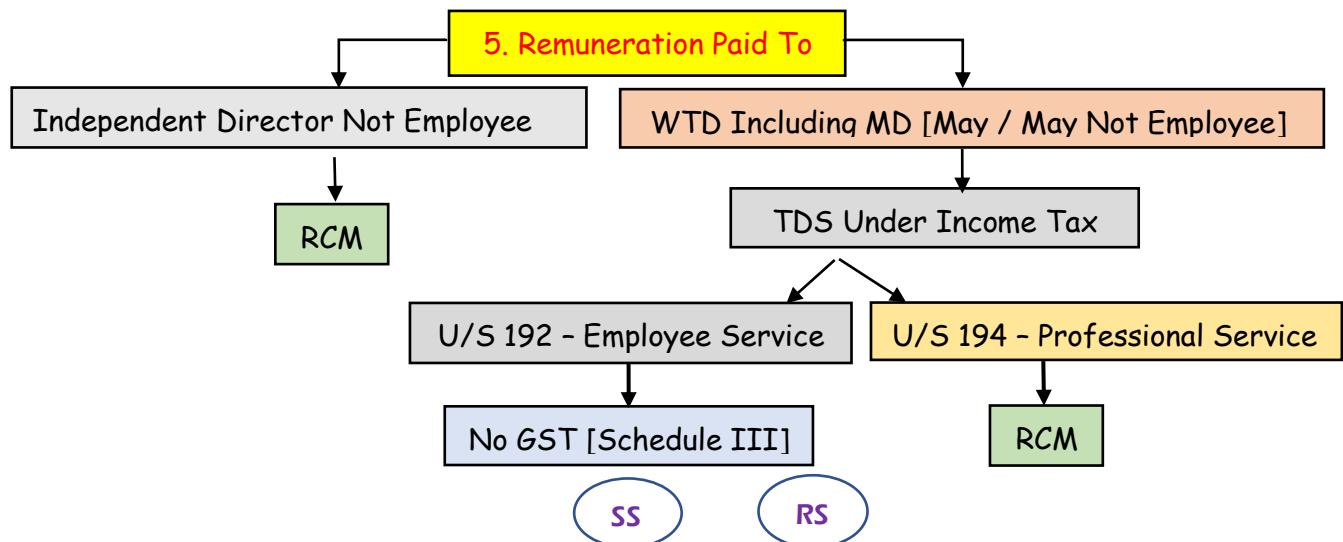 5. Remuneration Paid To
Independent Director Not Employee
WTD Including MD [May / May Not Employee]
RCM
TDS Under Income Tax
U/S 192 – Employee Service
U/S 194 – Professional Service
No GST [Schedule III]
RCM
SS
RS